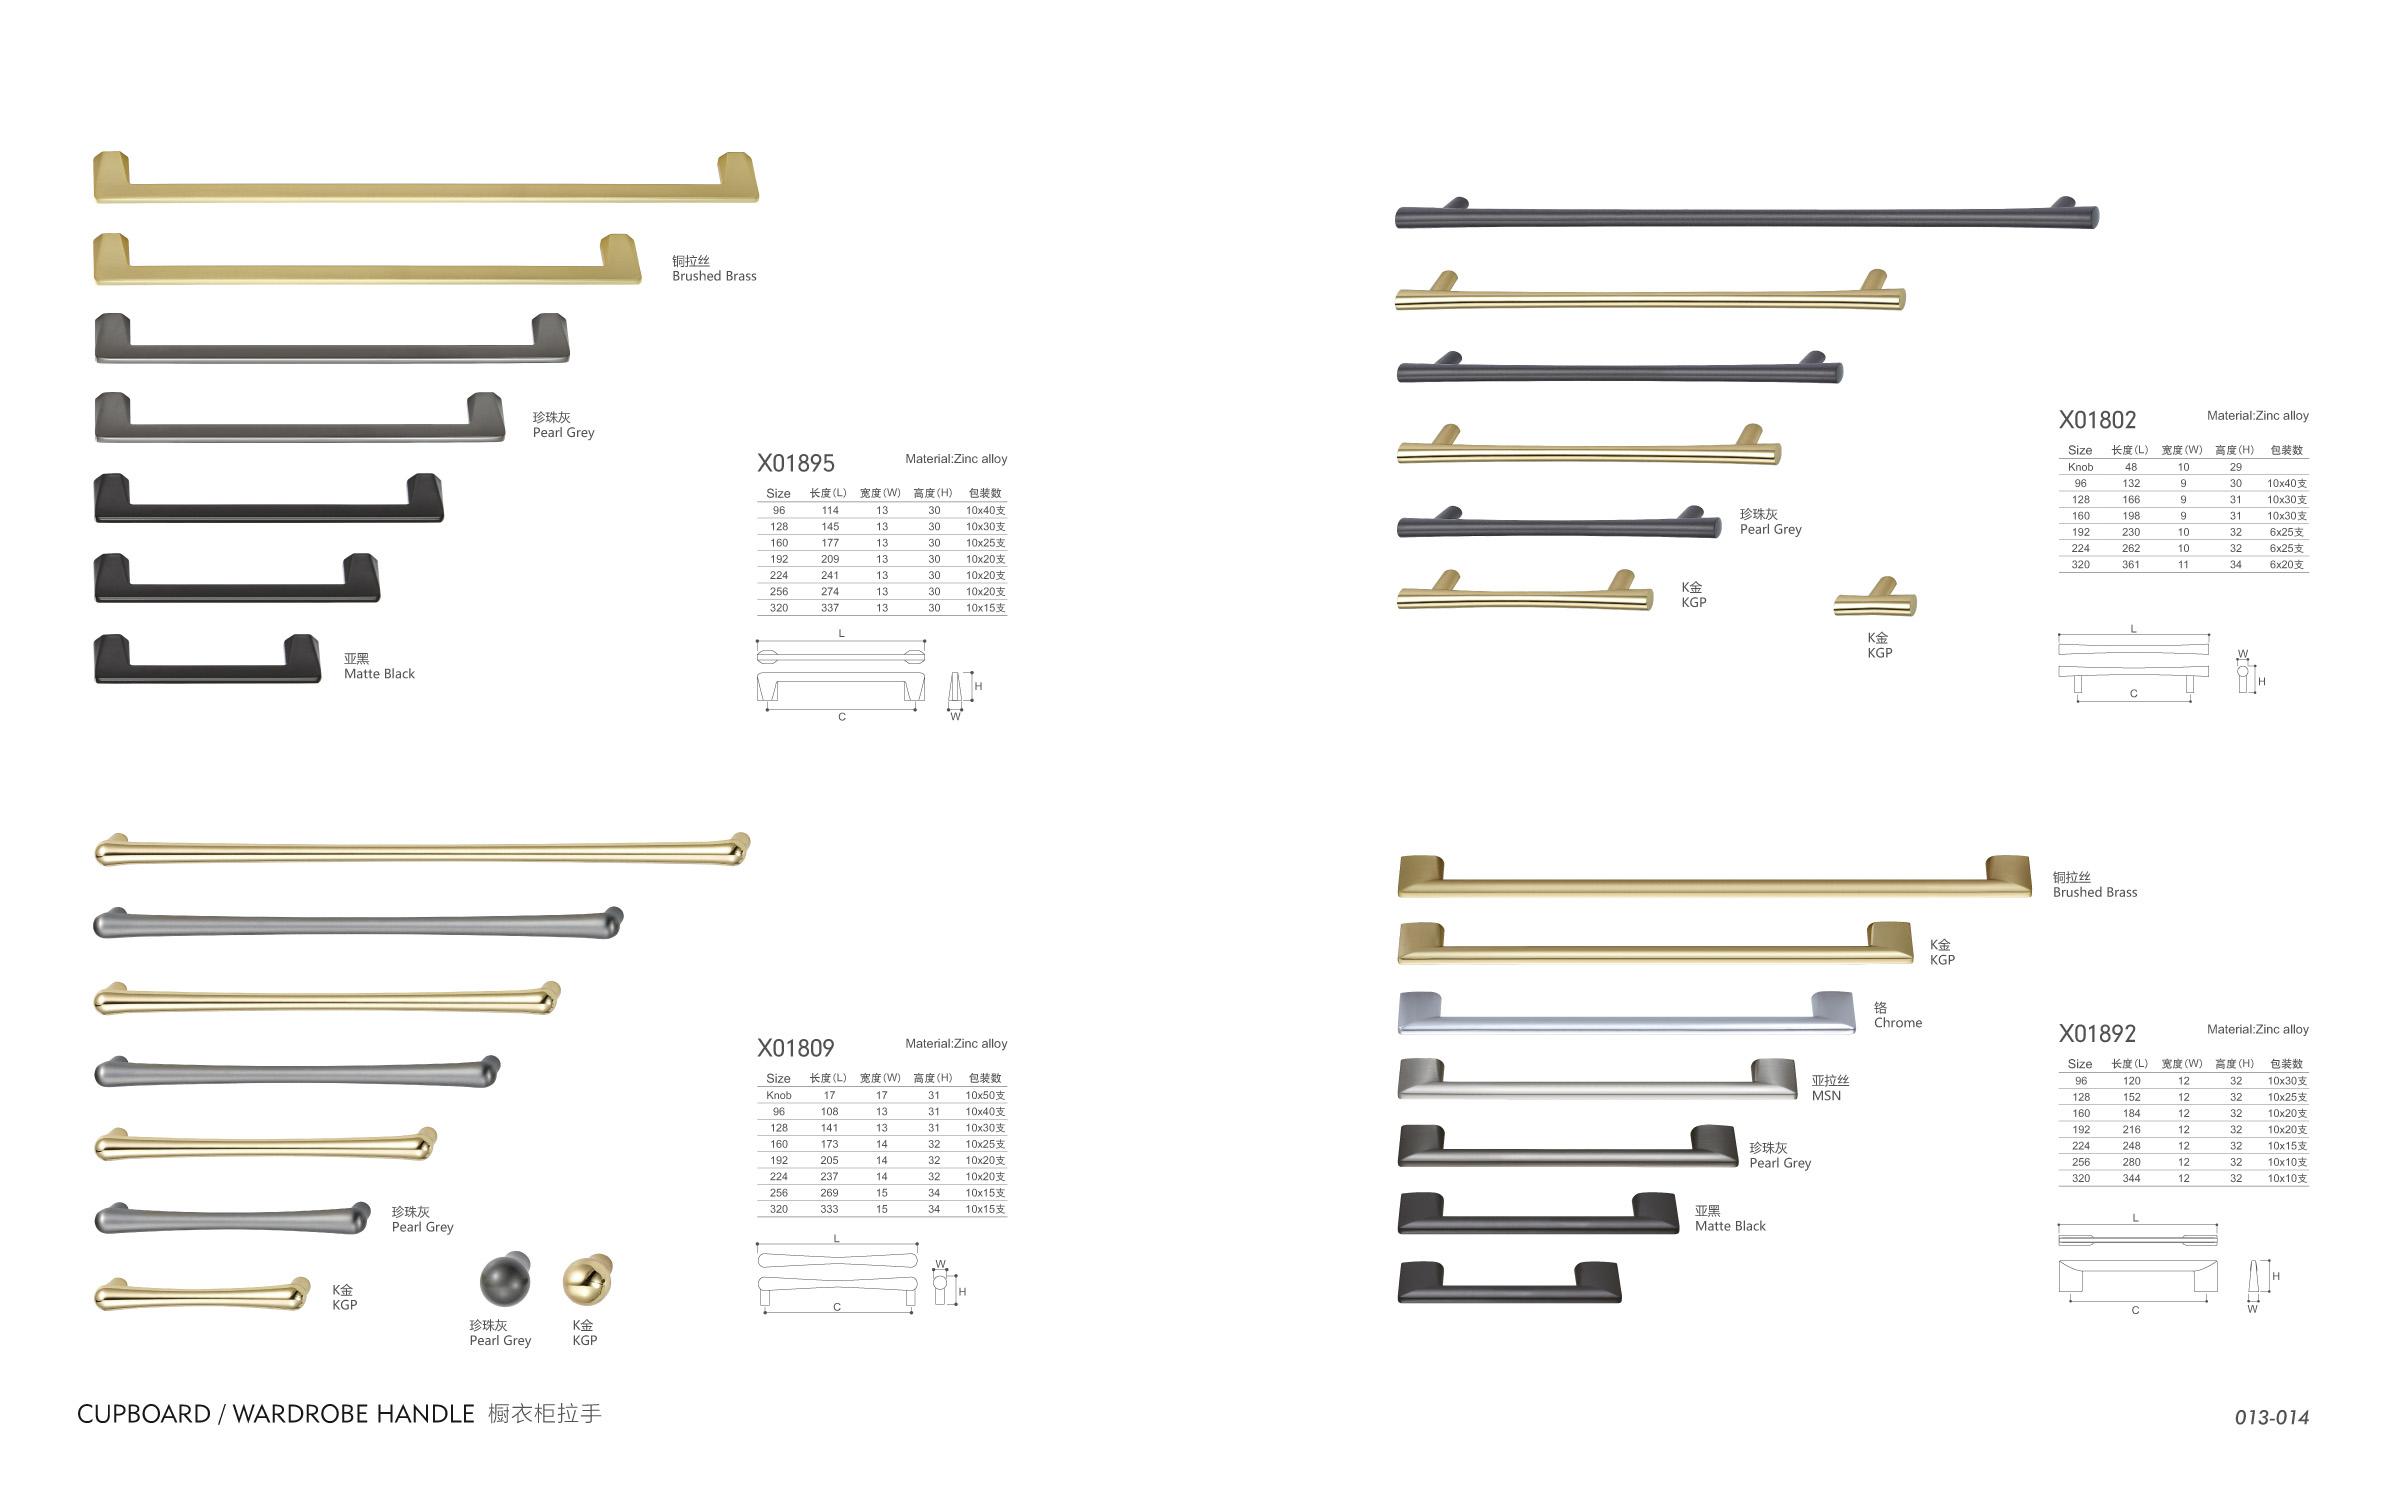 铜拉丝
Brushed Brass
珍珠灰
Pearl Grey
亚黑
Matte Black
X01895 Material:Zinc alloy
Size 长度(L) 宽度(W) 高度(H) 包装数
96 114 13 30 10x40支
128 145 13 30 10x30支
160 177 13 30 10x25支
192 209 13 30 10x20支
224 241 13 30 10x20支
256 274 13 30 10x20支
320 337 13 30 10x15支
L
H
C W
珍珠灰
Pearl Grey
K金
KGP
K金
KGP
X01802 Material:Zinc alloy
Size 长度(L) 宽度(W) 高度(H) 包装数
Knob 48 10 29
96 132 9 30 10x40支
128 166 9 31 10x30支
160 198 9 31 10x30支
192 230 10 32 6x25支
224 262 10 32 6x25支
320 361 11 34 6x20支
L
W
H
C
珍珠灰
Pearl Grey
K金
KGP
珍珠灰
Pearl Grey
K金
KGP
X01809 Material:Zinc alloy
Size 长度(L) 宽度(W) 高度(H) 包装数
Knob 17 17 31 10x50支
96 108 13 31 10x40支
128 141 13 31 10x30支
160 173 14 32 10x25支
192 205 14 32 10x20支
224 237 14 32 10x20支
256 269 15 34 10x15支
320 333 15 34 10x15支
L
W
H
C
铜拉丝
Brushed Brass
K金
KGP
铬
Chrome
亚拉丝
MSN
珍珠灰
Pearl Grey
亚黑
Matte Black
X01892 Material:Zinc alloy
Size 长度(L) 宽度(W) 高度(H) 包装数
96 120 12 32 10x30支
128 152 12 32 10x25支
160 184 12 32 10x20支
192 216 12 32 10x20支
224 248 12 32 10x15支
256 280 12 32 10x10支
320 344 12 32 10x10支
L
H
C W
CUPBOARD / WARDROBE HANDLE 橱衣柜拉手
013-014